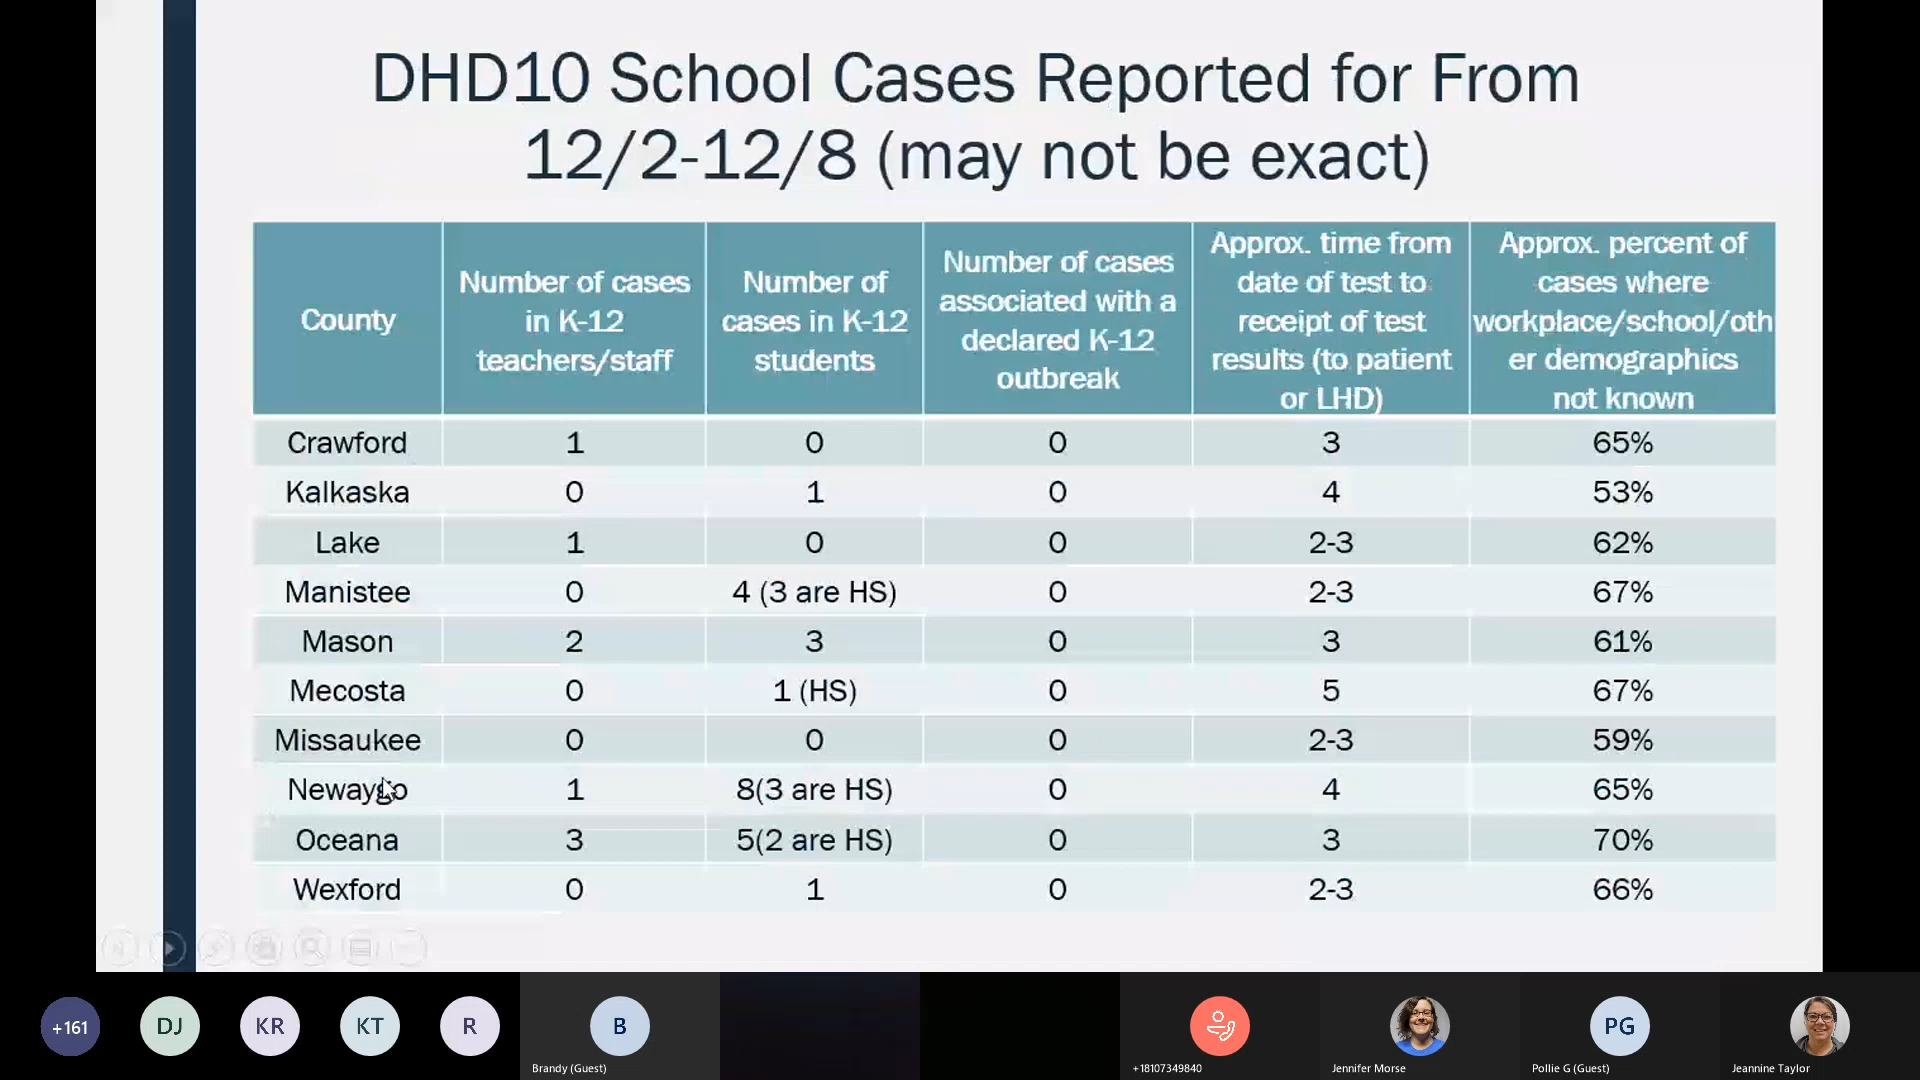 DHD10 School Cases Reported for From
12/2-12/8 (may not be exact)
County
Number of cases
in K-12
teachers/staff
Number of
cases in K-12
students
Number of cases
associated with a
declared K-12
outbreak
Approx. time from
date of test to
receipt of test
results (to patient
or LHD)
Approx. percent of
cases where
workplace/school/oth
er demographics
not known
Crawford 1 0 0 3 65%
Kalkaska 0 1 0 4 53%
Lake 1 0 0 2-3 62%
Manistee 0 4 (3 are HS) 0 2-3 67%
Mason 2 3 0 3 61%
Mecosta 0 1 (HS) 0 5 67%
Missaukee 0 0 0 2-3 59%
Newaygo 1 8(3 are HS) 0 4 65%
Oceana 3 5(2 are HS) 0 3 70%
Wexford 0 1 0 2-3 66%
+161 DJ KR KT R B PG
Brandy (Guest) +18107349840 Jennifer Morse Pollie G (Guest) Jeannine Taylor